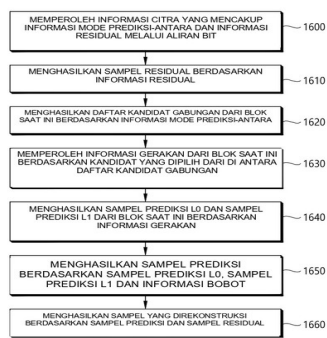 MEMPEROLEH INFORMASI CITRA YANG MENCAKUP
INFORMASI MODE PREDIKSI-ANTARA DAN INFORMASI
RESIDUAL MELALUI ALIRAN BIT
1600
MENGHASILKAN SAMPEL RESIDUAL BERDASARKAN
INFORMASI RESIDUAL
1610
MENGHASILKAN DAFTAR KANDIDAT GABUNGAN DARI BLOK
SAAT INI BERDASARKAN INFORMASI MODE PREDIKSI-ANTARA
1620
MEMPEROLEH INFORMASI GERAKAN DARI BLOK SAAT INI
BERDASARKAN KANDIDAT YANG DIPILIH DARI DI ANTARA
DAFTAR KANDIDAT GABUNGAN
1630
MENGHASILKAN SAMPEL PREDIKSI L0 DAN SAMPEL
PREDIKSI L1 DARI BLOK SAAT INI BERDASARKAN
INFORMASI GERAKAN
1640
MENGHASILKAN SAMPEL PREDIKSI
BERDASARKAN SAMPEL PREDIKSI L0, SAMPEL
PREDIKSI L1 DAN INFORMASI BOBOT
1650
MENGHASILKAN SAMPEL YANG DIREKONSTRUKSI
BERDASARKAN SAMPEL PREDIKSI DAN SAMPEL RESIDUAL
1660